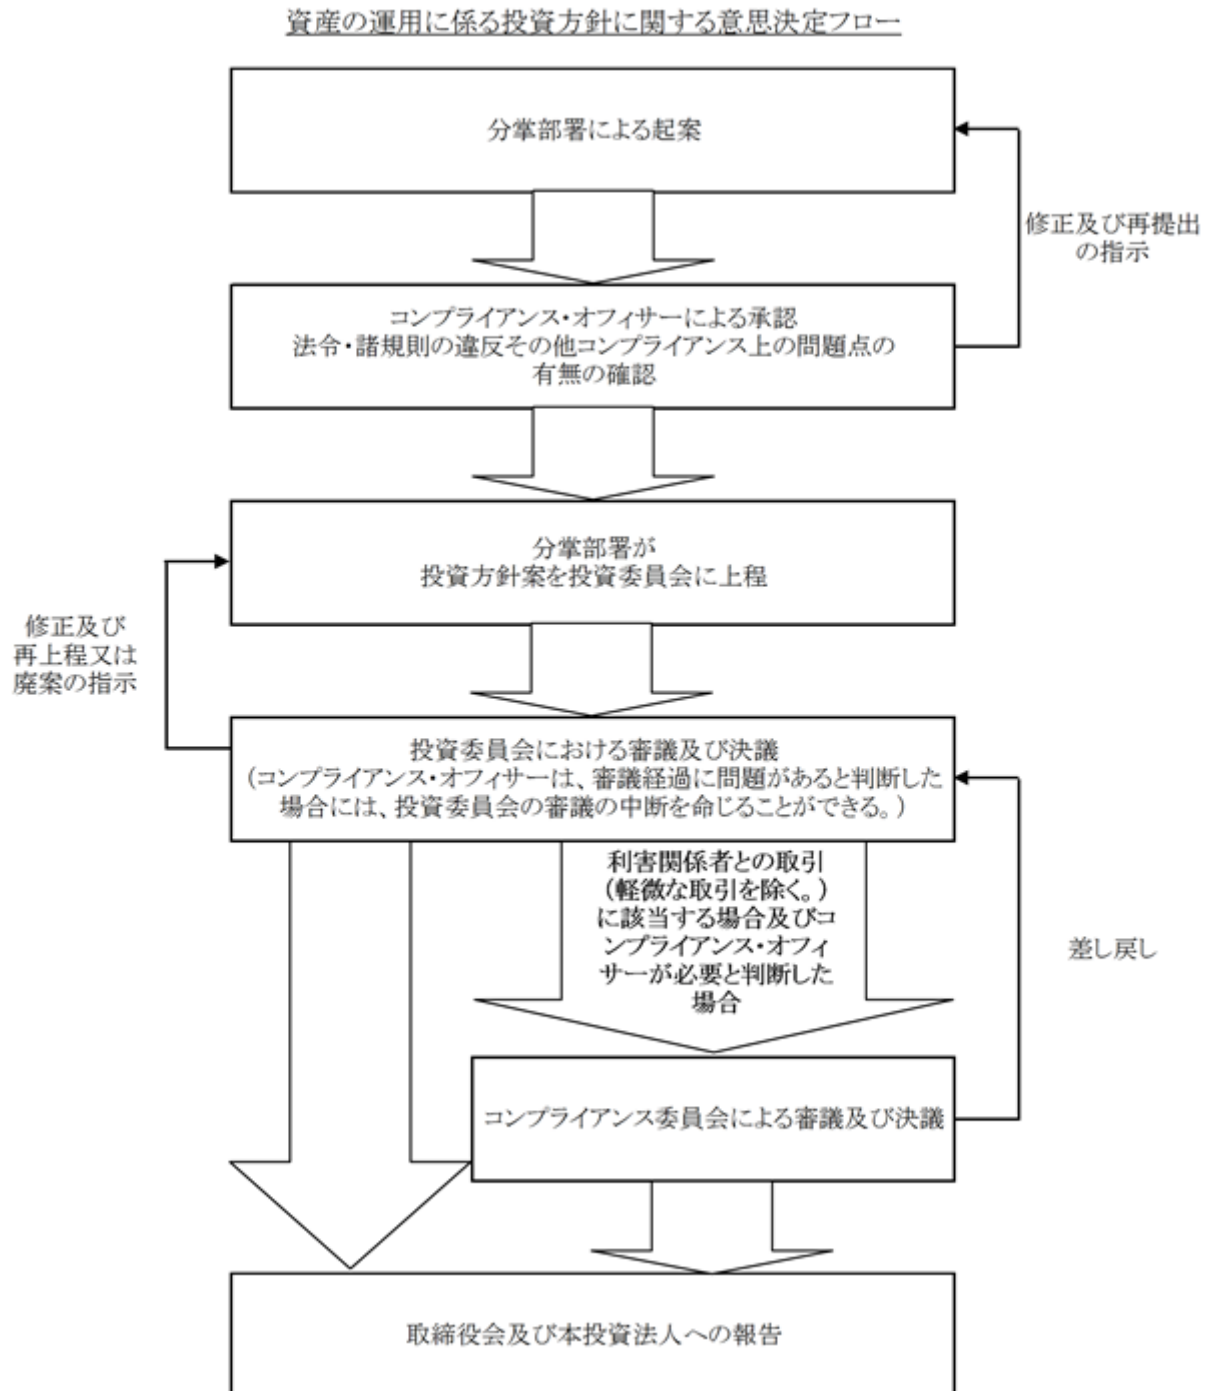 資産の運用に係る投資方針に関する意思決定フロー
分掌部署による起案
修正及び再提出
の指示
コンプライアンス・オフィサーによる承認
法令・諸規則の違反その他コンプライアンス上の問題点の
有無の確認
分掌部署が
投資方針案を投資委員会に上程
修正及び
再上程又は
廃案の指示
投資委員会における審議及び決議
(コンプライアンス・オフィサーは、審議経過に問題があると判断した
場合には、投資委員会の審議の中断を命じることができる。)
利害関係者との取引
(軽微な取引を除く。)
に該当する場合及びコ
ンプライアンス・オフィ
サーが必要と判断した
場合
差し戻し
コンプライアンス委員会による審議及び決議
取締役会及び本投資法人への報告